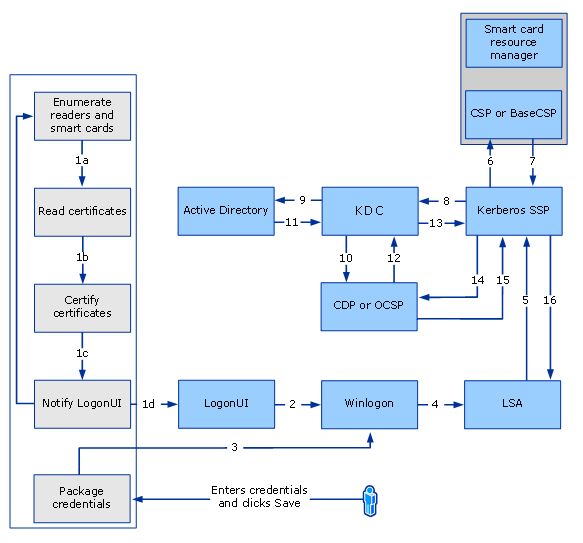 Smart card
resource
manager
Enumerate
readers and
smart cards
CSP or BaseCSP
1a
6
7
Read certificates
Active Directory
9
11
KDC
8
13
Kerberos SSP
1b
10
12
14
15
5
16
Certify
certificates
CDP or OCSP
1c
Notify LogonUI
1d
LogonUI
2
Winlogon
4
LSA
3
Package
credentials
Enters credentials
and clicks Save